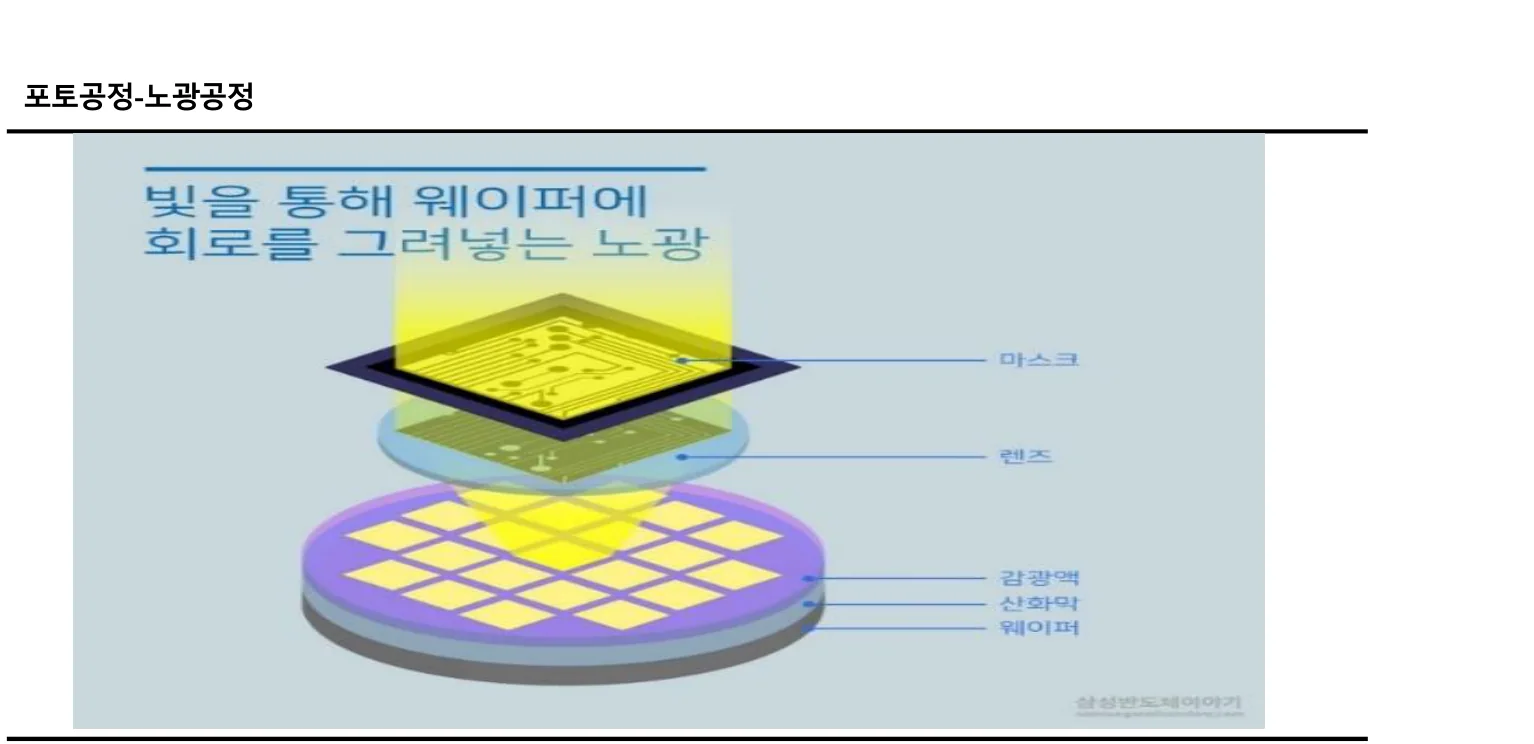 포토공정-노광공정
빛을 통해 웨이퍼에
회로를 그려넣는 노광
마스크
렌즈
감광액
산화막
웨이퍼
삼성반도체이야기